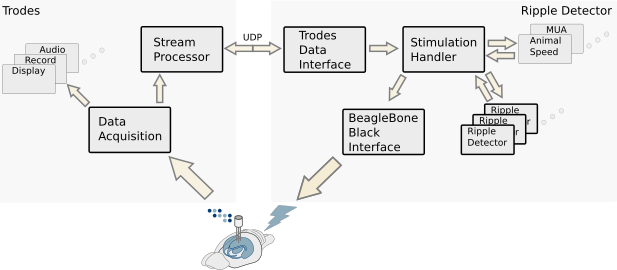 Trodes
Ripple Detector
Audio
Record
Display
Stream
Processor
UDP
Trodes
Data
Interface
Stimulation
Handler
MUA
Animal
Speed
Data
Acquisition
BeagleBone
Black
Interface
Ripple
Ripple
r
Ripple
r
Detector